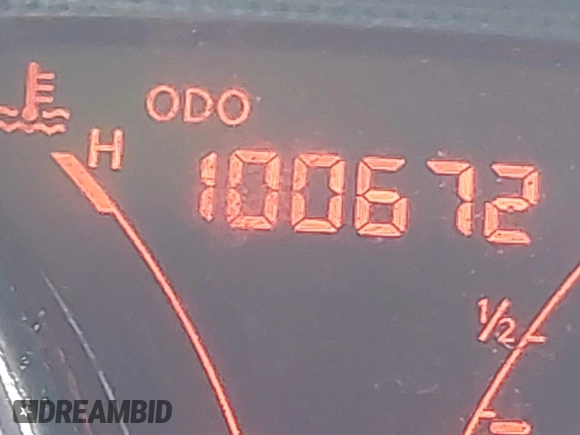 ODO
H
100672
1/2
DREAMBID